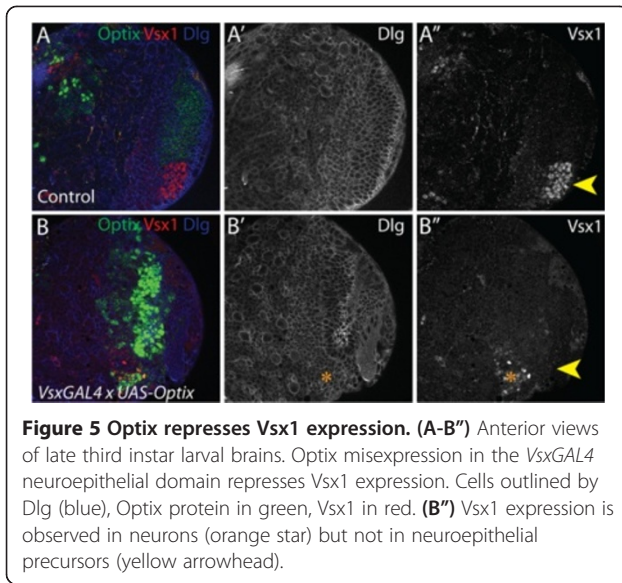 A
Optix Vsx1 Dlg
A' Dlg
A" Vsx1
Control
B
B' Dlg
B" Vsx1
*
*
VsxGAL4 x UAS-Optix
Figure 5 Optix represses Vsx1 expression. (A-B") Anterior views
of late third instar larval brains. Optix misexpression in the VsxGAL4
neuroepithelial domain represses Vsx1 expression. Cells outlined by
Dlg (blue), Optix protein in green, Vsx1 in red. (B") Vsx1 expression is
observed in neurons (orange star) but not in neuroepithelial
precursors (yellow arrowhead).